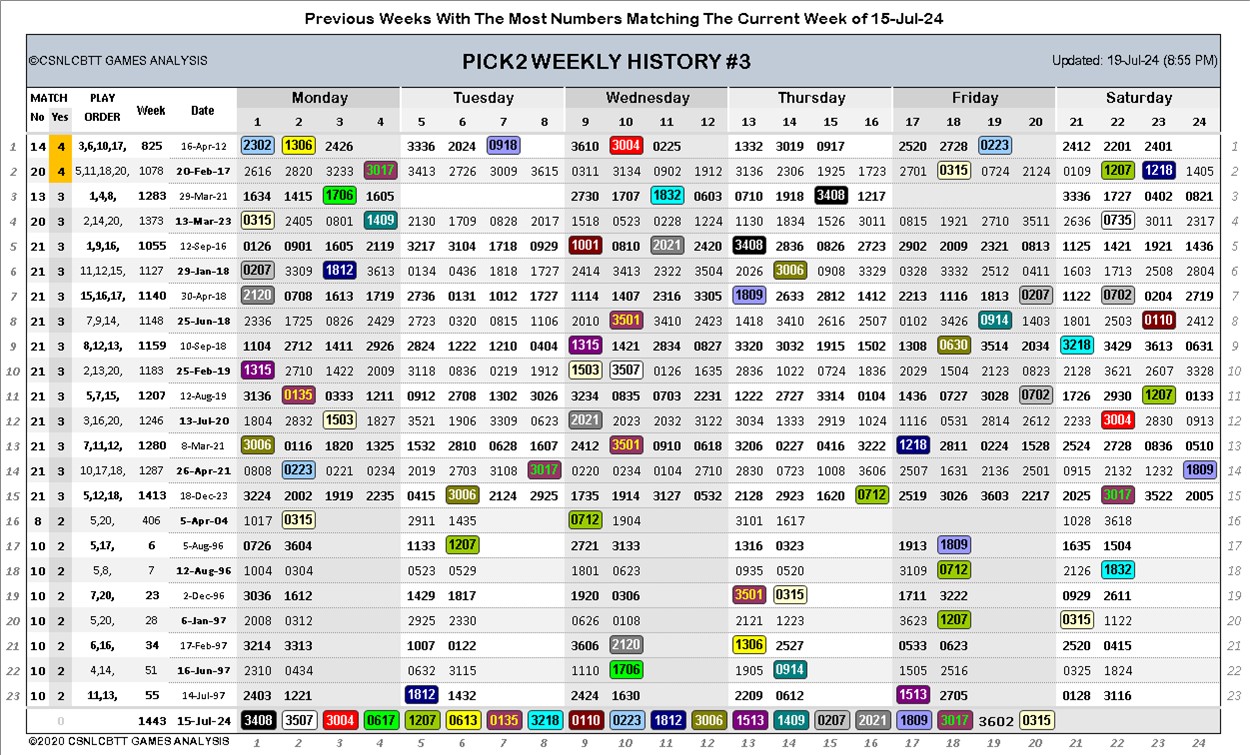 Previous Weeks With The Most Numbers Matching The Current Week of 15-Jul-24
©CSNLCBTT GAMES ANALYSIS PICK2 WEEKLY HISTORY #3 Updated: 19-Jul-24 (8:55 PM)
MATCH PLAY Week Date Monday Tuesday Wednesday Thursday Friday Saturday
No Yes ORDER 1 2 3 4 5 6 7 8 9 10 11 12 13 14 15 16 17 18 19 20 21 22 23 24
1 14 4 3,6,10,17, 825 16-Apr-12 2302 1306 2426 3336 2024 0918 3610 3004 0225 1332 3019 0917 2520 2728 0223 2412 2201 2401 1
2 20 4 5,11,18,20, 1078 20-Feb-17 2616 2820 3233 3017 3413 2726 3009 3615 0311 3134 0902 1912 3136 2306 1925 1723 2701 0315 0724 2124 0109 1207 1218 1405 2
3 13 3 1,4,8, 1283 29-Mar-21 1634 1415 1706 1605 2730 1707 1832 0603 0710 1918 3408 1217 3336 1727 0402 0821 3
4 20 3 2,14,20, 1373 13-Mar-23 0315 2405 0801 1409 2130 1709 0828 2017 1518 0523 0228 1224 1130 1834 1526 3011 0815 1921 2710 3511 2636 0735 3011 2317 4
5 21 3 1,9,16, 1055 12-Sep-16 0126 0901 1605 2119 3217 3104 1718 0929 1001 0810 2021 2420 3408 2836 0826 2723 2902 2009 2321 0813 1125 1421 1921 1436 5
6 21 3 11,12,15, 1127 29-Jan-18 0207 3309 1812 3613 0134 0436 1818 1727 2414 3413 2322 3504 2026 3006 0908 3329 0328 3332 2512 0411 1603 1713 2508 2804 6
7 21 3 15,16,17, 1140 30-Apr-18 2120 0708 1613 1719 2736 0131 1012 1727 1114 1407 2316 3305 1809 2633 2812 1412 2213 1116 1813 0207 1122 0702 0204 2719 7
8 21 3 7,9,14, 1148 25-Jun-18 2336 1725 0826 2429 2723 0320 0815 1106 2010 3501 3410 2423 1418 3410 2616 2507 0102 3426 0914 1403 1801 2503 0110 2412 8
9 21 3 8,12,13, 1159 10-Sep-18 1104 2712 1411 2926 2824 1222 1210 0404 1315 1421 2834 0827 3320 3032 1915 1502 1308 0630 3514 2034 3218 3429 3613 0631 9
10 21 3 2,13,20, 1183 25-Feb-19 1315 2710 1422 2009 3118 0836 0219 1912 1503 3507 0126 1635 2836 1022 0724 1836 2029 1504 2123 0823 2128 3621 2607 3328 10
11 21 3 5,7,15, 1207 12-Aug-19 3136 0135 0333 1211 0912 2708 1302 3026 3234 0835 0703 2231 1222 2727 3314 0104 1436 0727 3028 0702 1726 2930 1207 0133 11
12 21 3 3,16,20, 1246 13-Jul-20 1804 2832 1503 1827 3521 1906 3309 0623 2021 2023 2030 3132 3034 1333 2919 1024 1116 0531 2814 2612 2233 3004 2830 0913 12
13 21 3 7,11,12, 1280 8-Mar-21 3006 0116 1820 1325 1532 2810 0628 1607 2412 3501 0910 0618 3206 0227 0416 3222 1218 2811 0224 1528 2524 2728 0836 0510 13
14 21 3 10,17,18, 1287 26-Apr-21 0808 0223 0221 0234 2019 2703 3108 3017 0220 0234 0104 2710 2830 0723 1008 3606 2507 1631 2136 2501 0915 2132 1232 1809 14
15 21 3 5,12,18, 1413 18-Dec-23 3224 2002 1919 2235 0415 3006 2124 2925 1735 1914 3127 0532 2128 2923 1620 0712 2519 3026 3603 2217 2025 3017 3522 2005 15
16 8 2 5,20, 406 5-Apr-04 1017 0315 2911 1435 0712 1904 3101 1617 1028 3618 16
17 10 2 5,17, 6 5-Aug-96 0726 3604 1133 1207 2721 3133 1316 0323 1913 1809 1635 1504 17
18 10 2 5,8, 7 12-Aug-96 1004 0304 0523 0529 1801 0623 0935 0520 3109 0712 2126 1832 18
19 10 2 7,20, 23 2-Dec-96 3036 1612 1429 1817 1920 0306 3501 0315 1711 3222 0929 2611 19
20 10 2 5,20, 28 6-Jan-97 2008 0312 2925 2330 0626 0108 2121 1223 3623 1207 0315 1122 20
21 10 2 6,16, 34 17-Feb-97 3214 3313 1007 0122 3606 2120 1306 2527 0533 0623 2520 0415 21
22 10 2 4,14, 51 16-Jun-97 2310 0434 0632 3115 1110 1706 1905 0914 1505 2516 0325 1824 22
23 10 2 11,13, 55 14-Jul-97 2403 1221 1812 1432 2424 1630 2209 0612 1513 2705 0128 3116 23
0 1443 15-Jul-24 3408 3507 3004 0617 1207 0613 0135 3218 0110 0223 1812 3006 1513 1409 0207 2021 1809 3017 3602 0315
©2020 CSNLCBTT GAMES ANALYSIS 1 2 3 4 5 6 7 8 9 10 11 12 13 14 15 16 17 18 19 20 21 22 23 24